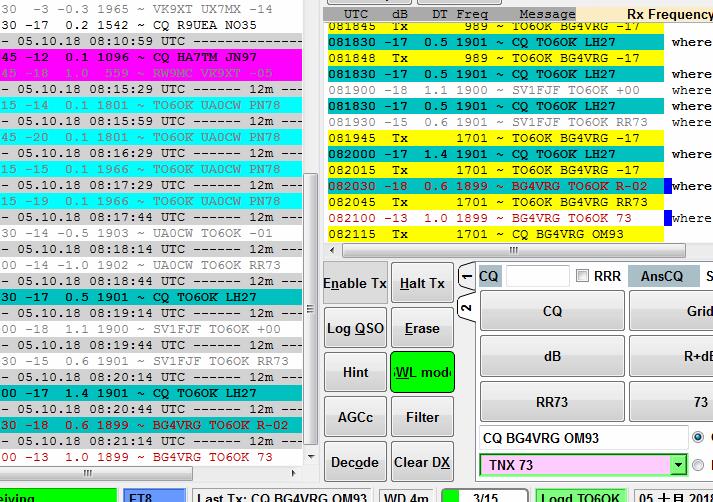 30 -3 -0.3 1965 ~ VK9XT UX7MX -14
30 -17 0.2 1542 ~ CQ R9UEA NO35
- 05.10.18 08:10:59 UTC ------ 12m ---
45 -12 0.1 1096 ~ CQ HA7TM JN97
45 -18 1.0 559 ~ RW9MC VK9XT -05
- 05.10.18 08:15:29 UTC ------ 12m ---
15 -14 0.1 1801 ~ TO6OK UA0CW PN78
- 05.10.18 08:15:59 UTC ------ 12m ---
45 -20 0.1 1801 ~ TO6OK UA0CW PN78
- 05.10.18 08:16:29 UTC ------ 12m ---
15 -15 0.1 1966 ~ TO6OK UA0CW PN78
- 05.10.18 08:17:29 UTC ------ 12m ---
15 -19 0.1 1966 ~ TO6OK UA0CW PN78
- 05.10.18 08:17:44 UTC ------ 12m ---
30 -14 -0.5 1903 ~ UA0CW TO6OK -01
- 05.10.18 08:18:14 UTC ------ 12m ---
00 -14 -1.0 1902 ~ UA0CW TO6OK RR73
- 05.10.18 08:18:44 UTC ------ 12m ---
30 -17 0.5 1901 ~ CQ TO6OK LH27
- 05.10.18 08:19:14 UTC ------ 12m ---
00 -18 1.1 1900 ~ SV1FJF TO6OK +00
- 05.10.18 08:19:44 UTC ------ 12m ---
30 -15 0.6 1901 ~ SV1FJF TO6OK RR73
- 05.10.18 08:20:14 UTC ------ 12m ---
00 -17 1.4 1901 ~ CQ TO6OK LH27
- 05.10.18 08:20:44 UTC ------ 12m ---
30 -18 0.6 1899 ~ BG4VRG TO6OK R-02
- 05.10.18 08:21:14 UTC ------ 12m ---
00 -13 1.0 1899 ~ BG4VRG TO6OK 73
UTC dB DT Freq Message Rx Frequency
081845 Tx 989 ~ TO6OK BG4VRG -17
081830 -17 0.5 1901 ~ CQ TO6OK LH27 where
081848 Tx 1701 ~ TO6OK BG4VRG -17
081830 -17 0.5 1901 ~ CQ TO6OK LH27 where
081900 -18 1.1 1900 ~ SV1FJF TO6OK +00 where
081830 -17 0.5 1901 ~ CQ TO6OK LH27 where
081930 -15 0.6 1901 ~ SV1FJF TO6OK RR73 where
081945 Tx 1701 ~ TO6OK BG4VRG -17
082000 -17 1.4 1901 ~ CQ TO6OK LH27 where
082015 Tx 1701 ~ TO6OK BG4VRG -17
082030 -18 0.6 1899 ~ BG4VRG TO6OK R-02 where
082045 Tx 1701 ~ TO6OK BG4VRG RR73
082100 -13 1.0 1899 ~ BG4VRG TO6OK 73 where
082115 Tx 1701 ~ CQ BG4VRG OM93
Enable Tx Halt Tx
Log QSO Erase
Hint SWL mode
AGCc Filter
Decode Clear DX
1
2
CQ RRR AnsCQ S
CQ Grid
dB R+dB
RR73 73
CQ BG4VRG OM93
TNX 73
eiving FT8 Last Tx: CQ BG4VRG OM93 WD 4m 3/15 Logd TO6OK 05 十月 201